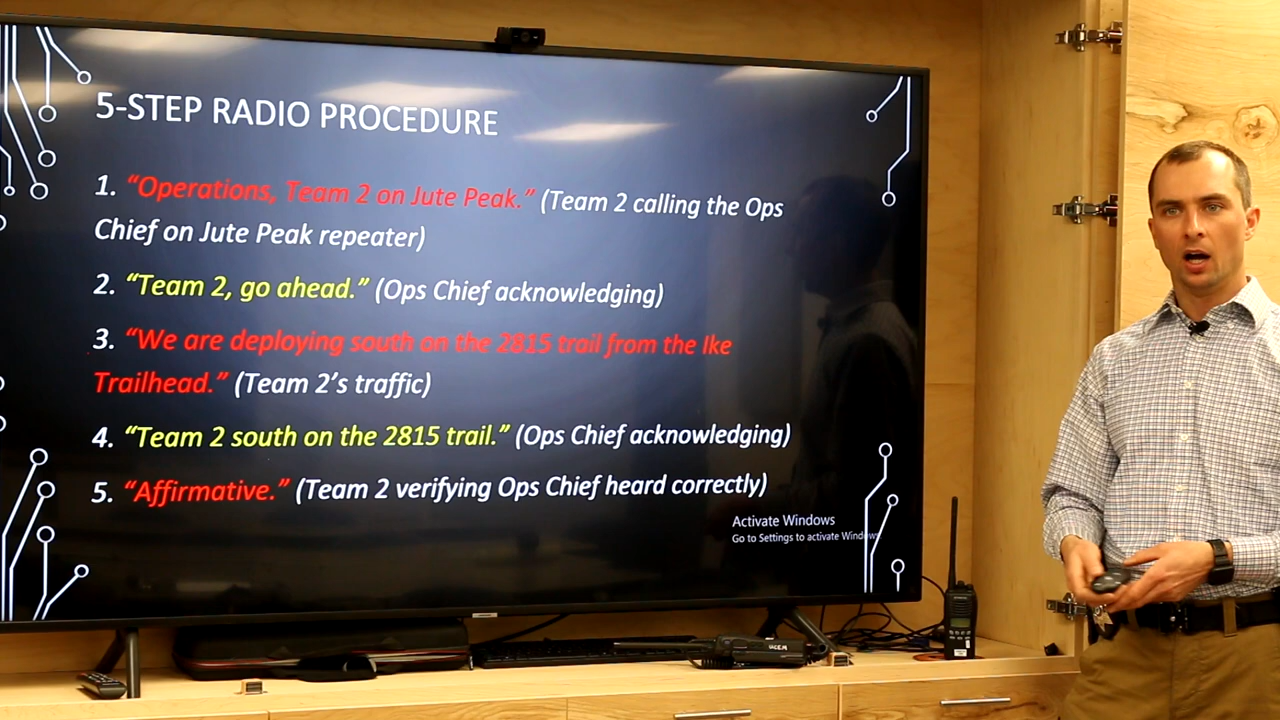 5-STEP RADIO PROCEDURE
1. “Operations, Team 2 on Jute Peak.” (Team 2 calling the Ops
Chief on Jute Peak repeater)
2. “Team 2, go ahead.” (Ops Chief acknowledging)
3. “We are deploying south on the 2815 trail from the Ike
Trailhead.” (Team 2’s traffic)
4. “Team 2 south on the 2815 trail.” (Ops Chief acknowledging)
5. “Affirmative.” (Team 2 verifying Ops Chief heard correctly)
Activate Windows
Go to Settings to activate Windows
UCEM